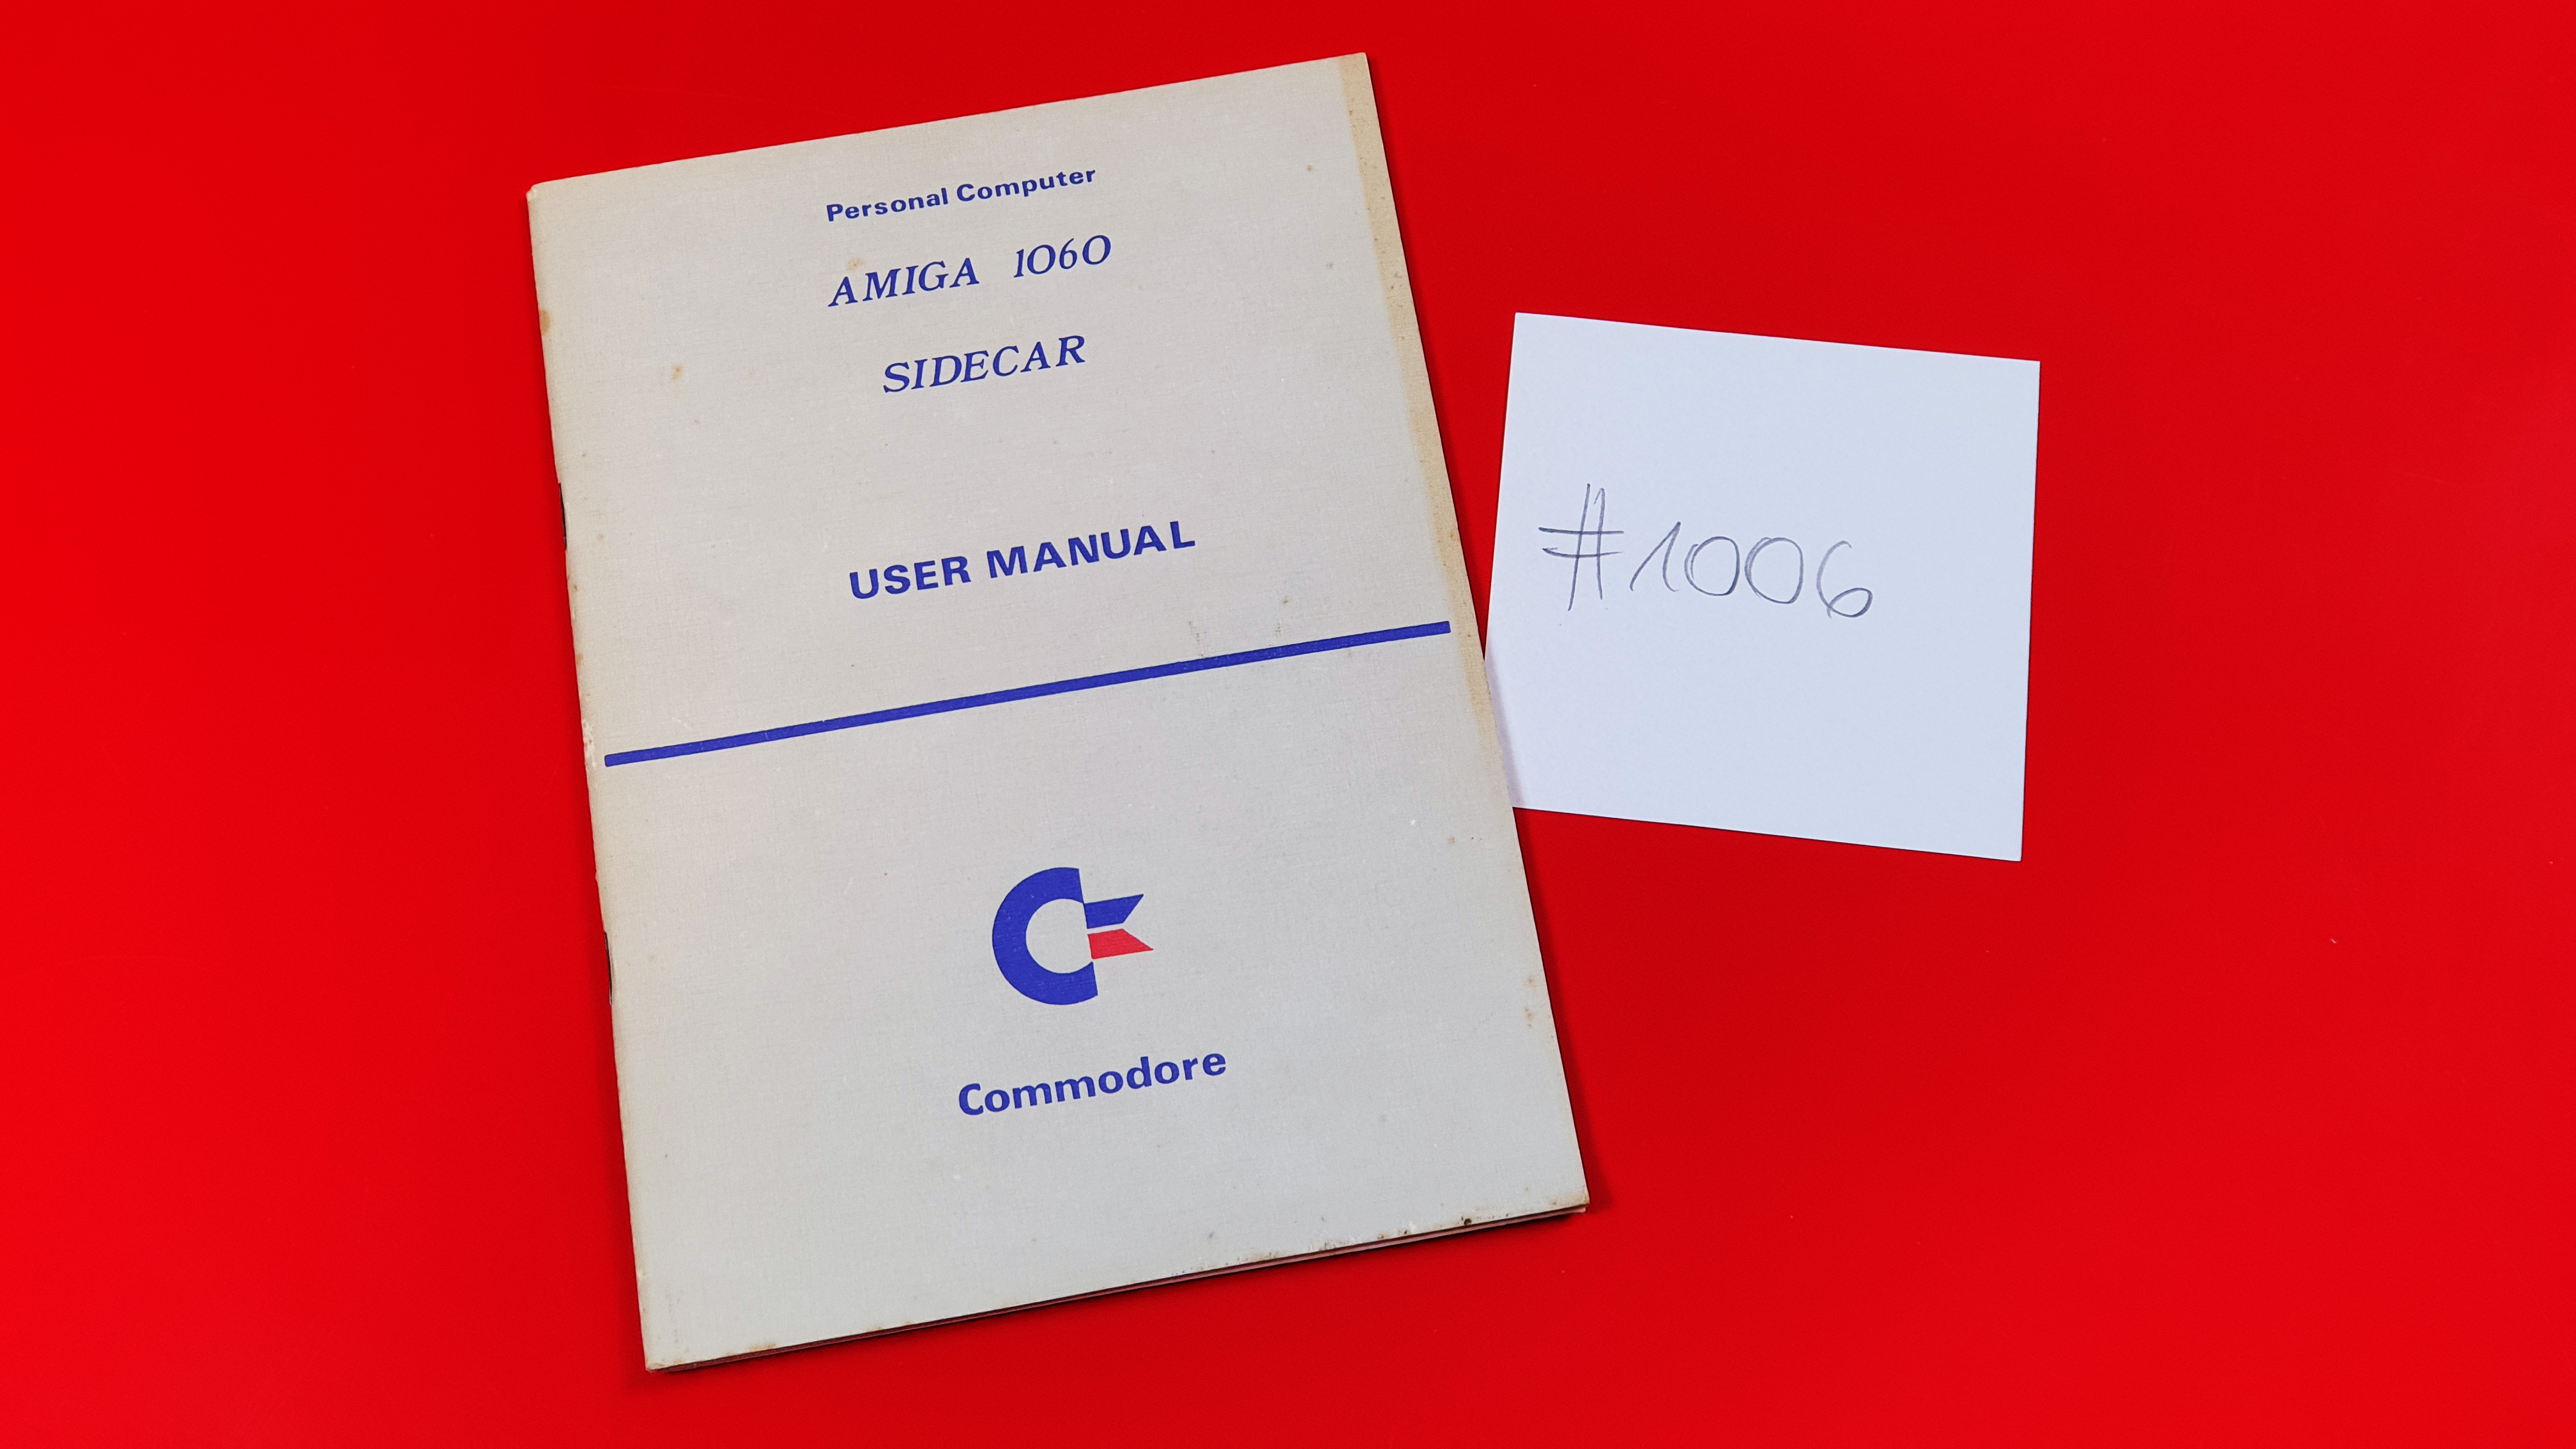 Personal Computer
AMIGA 1060
SIDECAR
USER MANUAL
Commodore
#1006